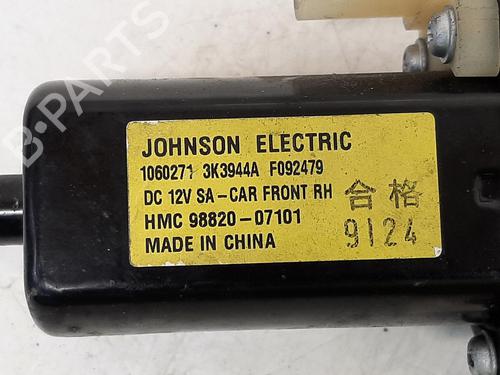 B-PARTS
JOHNSON ELECTRIC
1060271 3K3944A F092479
DC 12V SA-CAR FRONT RH
HMC 98820-07101
MADE IN CHINA
合格
9124